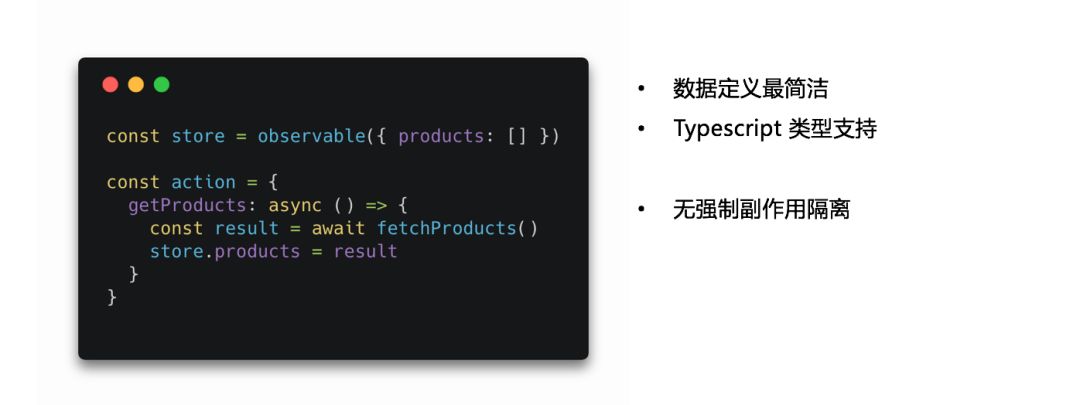 const store = observable({ products: [] })
const action = {
getProducts: async () => {
const result = await fetchProducts()
store.products = result
}
}
• 数据定义最简洁
• Typescript 类型支持
• 无强制副作用隔离